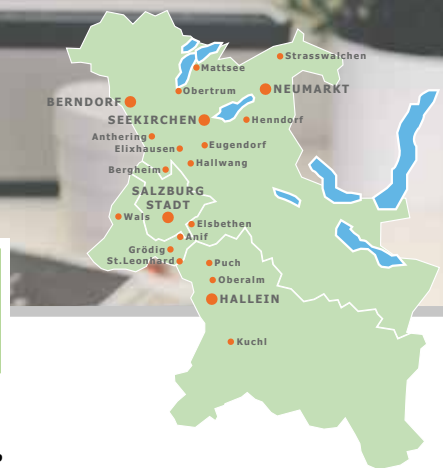 Strasswalchen
Mattsee
Obertrum
NEUMARKT
BERNDORF
SEEKIRCHEN
Henndorf
Anthering
Elixhausen
Eugendorf
Hallwang
Bergheim
SALZBURG
STADT
Wals
Elsbethen
Anif
Grödig
St.Leonhard
Puch
Oberalm
HALLEIN
Kuchl